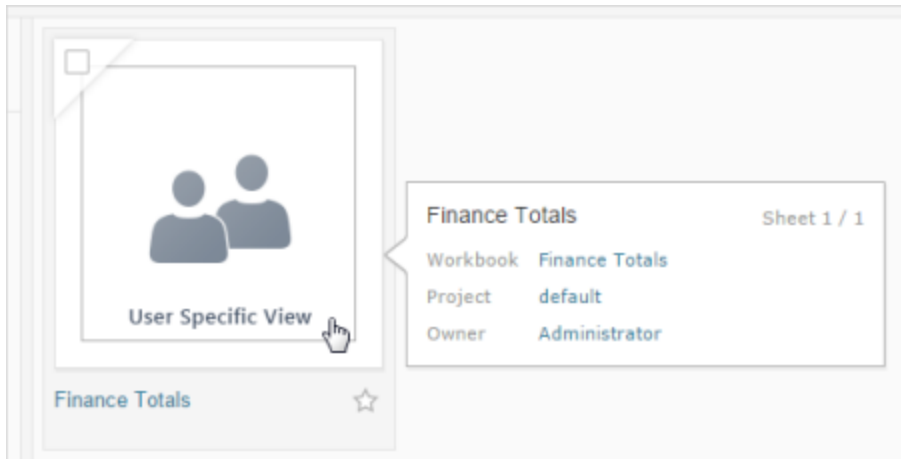 User Specific View
Finance Totals
Finance Totals Sheet 1 / 1
Workbook Finance Totals
Project default
Owner Administrator